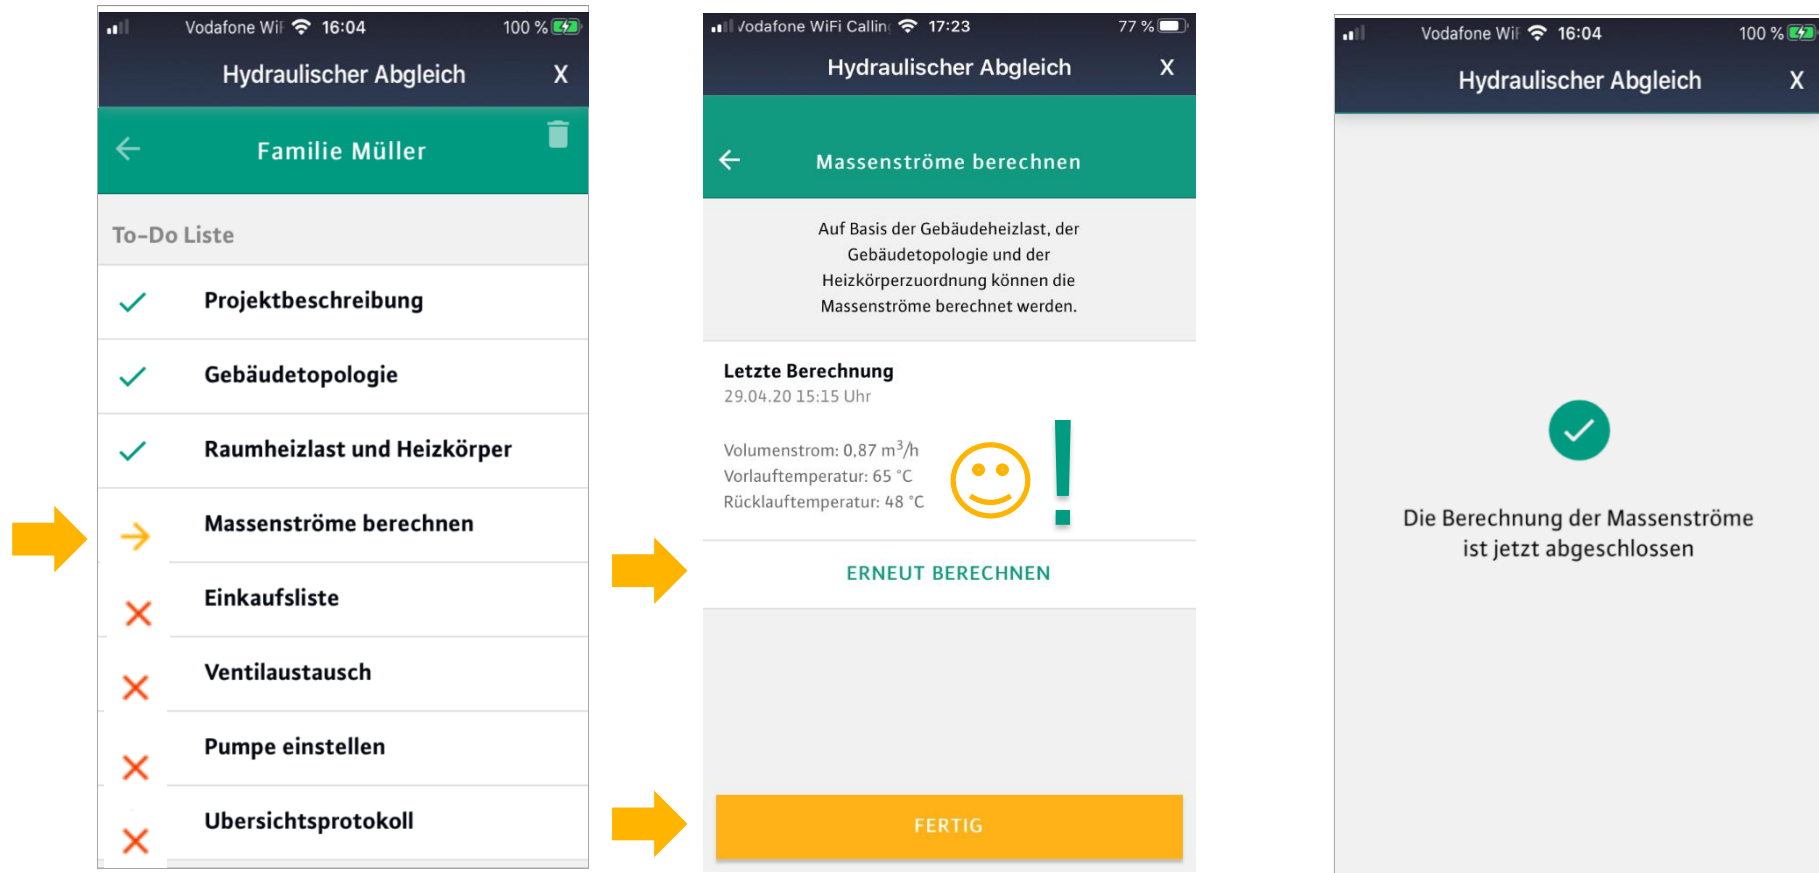 Vodafone WiF 16:04 100 %
Hydraulischer Abgleich X
Familie Müller
To-Do Liste
Projektbeschreibung
Gebäudetopologie
Raumheizlast und Heizkörper
Massenströme berechnen
Einkaufsliste
Ventilaustausch
Pumpe einstellen
Ubersichtsprotokoll
Vodafone WiFi Calling 17:23 77 %
Hydraulischer Abgleich X
Massenströme berechnen
Auf Basis der Gebäudeheizlast, der
Gebäudetopologie und der
Heizkörperzuordnung können die
Massenströme berechnet werden.
Letzte Berechnung
29.04.20 15:15 Uhr
Volumenstrom: 0,87 m³/h
Vorlauftemperatur: 65 °C
Rücklauftemperatur: 48 °C
!
ERNEUT BERECHNEN
FERTIG
Vodafone WiF 16:04 100 %
Hydraulischer Abgleich X
Die Berechnung der Massenströme
ist jetzt abgeschlossen